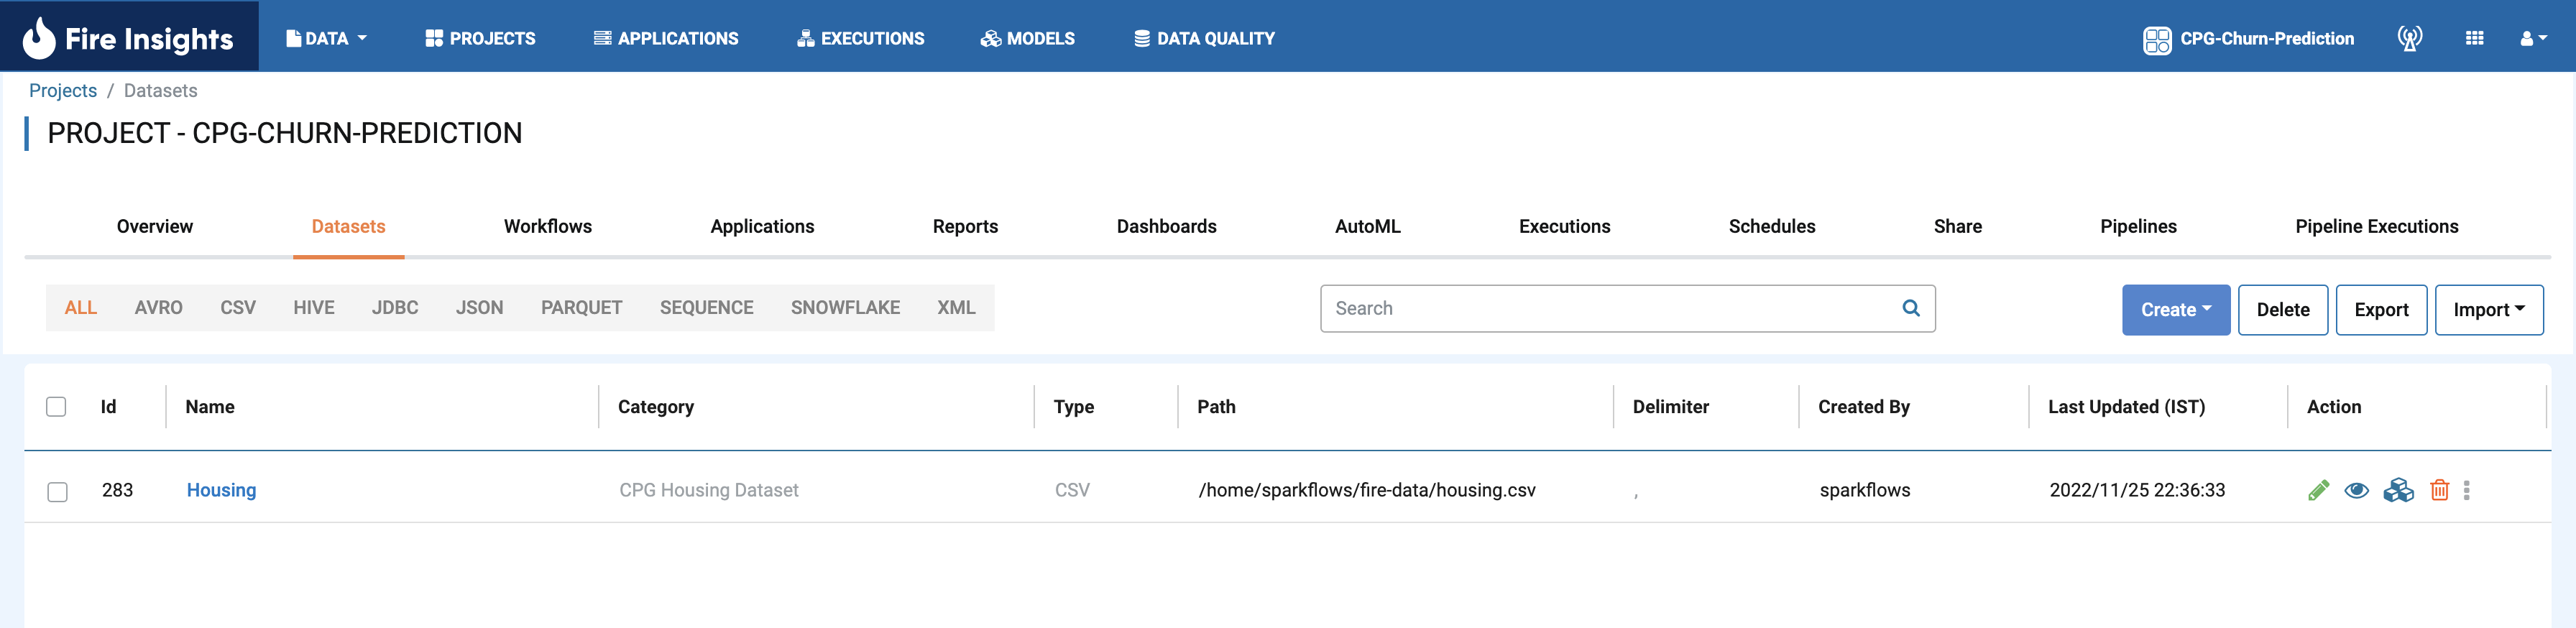 Fire Insights DATA PROJECTS APPLICATIONS EXECUTIONS MODELS DATA QUALITY CPG-Churn-Prediction
Projects / Datasets
PROJECT - CPG-CHURN-PREDICTION
Overview Datasets Workflows Applications Reports Dashboards AutoML Executions Schedules Share Pipelines Pipeline Executions
ALL AVRO CSV HIVE JDBC JSON PARQUET SEQUENCE SNOWFLAKE XML Search Create Delete Export Import
Id Name Category Type Path Delimiter Created By Last Updated (IST) Action
283 Housing CPG Housing Dataset CSV /home/sparkflows/fire-data/housing.csv , sparkflows 2022/11/25 22:36:33